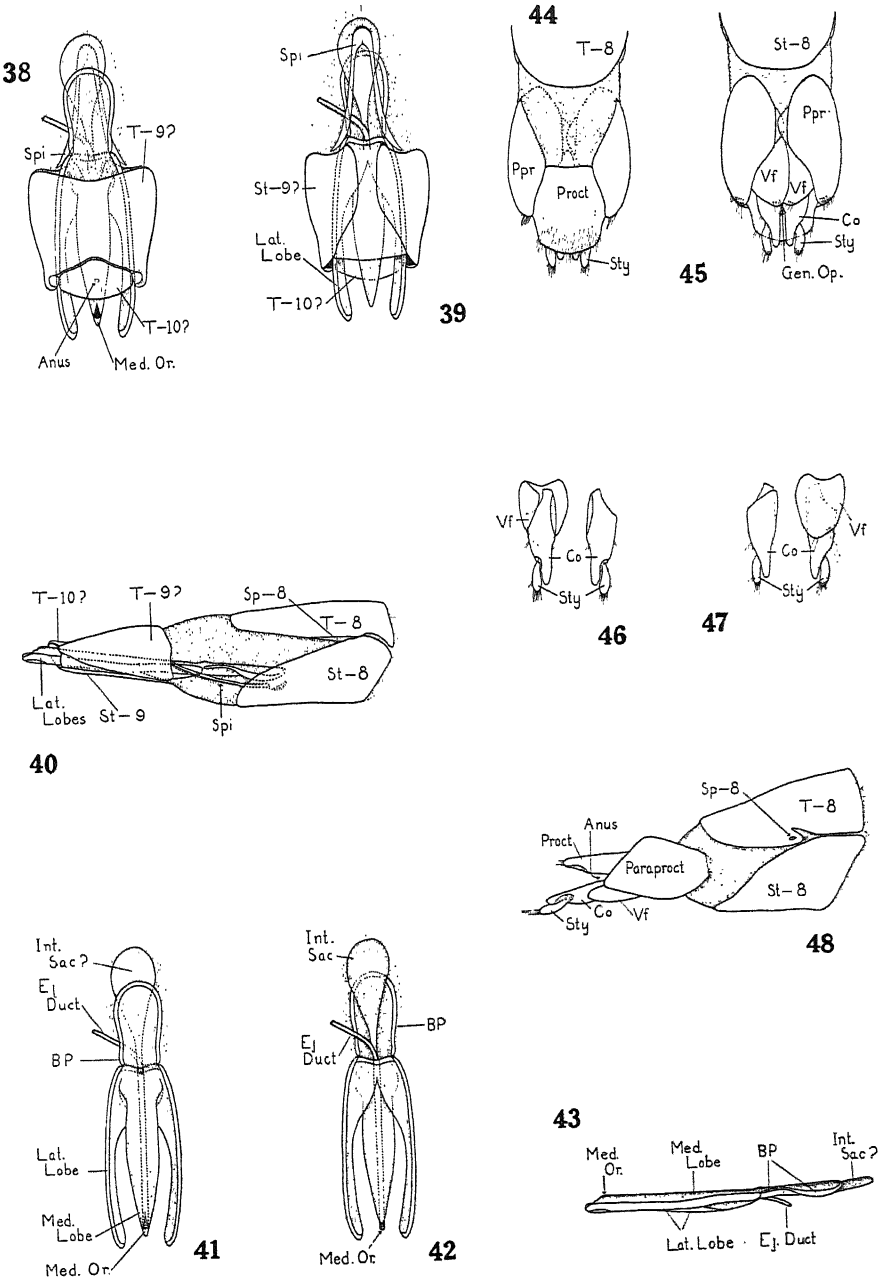 38
Spi
T-9?
T-10?
Anus
Med. Or.
Spi
St-9?
Lat.
Lobe
T-10?
39
44
T-8
Ppr
Proct
Sty
St-8
Ppr.
Vf
Vf
Co
Sty
Gen. Op.
45
Vf
Co
Sty
46
Co
Vf
Sty
47
T-10?
T-9?
Sp-8
T-8
St-8
Lat.
Lobes
St-9
Spi
40
Sp-8
T-8
Anus
Proct
Paraproct
St-8
Co
Vf
Sty
48
Int.
Sac?
Ej
Duct
BP
Lat.
Lobe
Med.
Lobe
Med. Or.
41
Int.
Sac
BP
Ej
Duct
Med. Or.
42
43
Med.
Or.
Med.
Lobe
BP
Int.
Sac?
Lat. Lobe
Ej. Duct